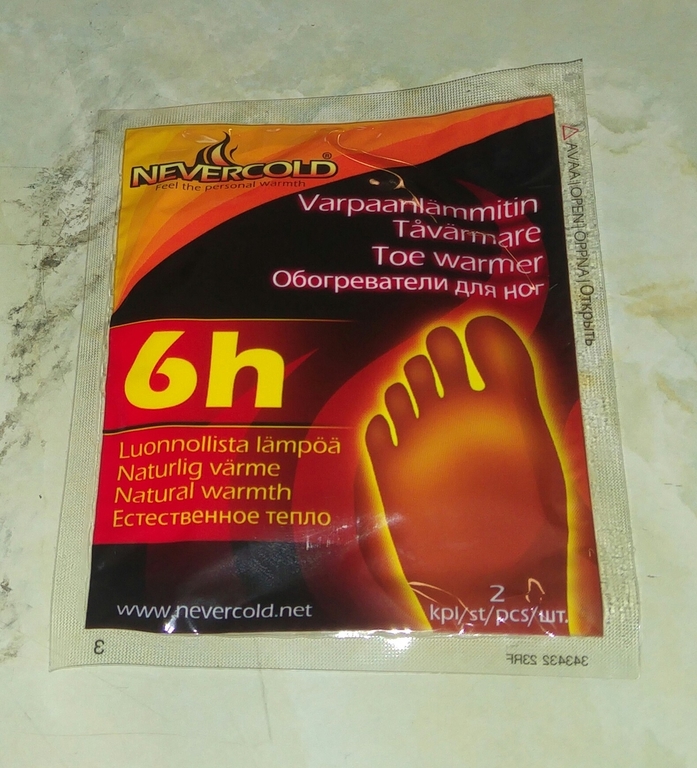 NEVERCOLD®
Feel the personal warmth
Varpaanlämmitin
Tåvärmare
Toe warmer
Обогреватели для ног
AVAA|OPEN|ÖPPNA|Открыть
6h
Luonnollista lämpöä
Naturlig värme
Natural warmth
Естественное тепло
2
kpl/st/pcs/шт.
www.nevercold.net
3
343432 23RF